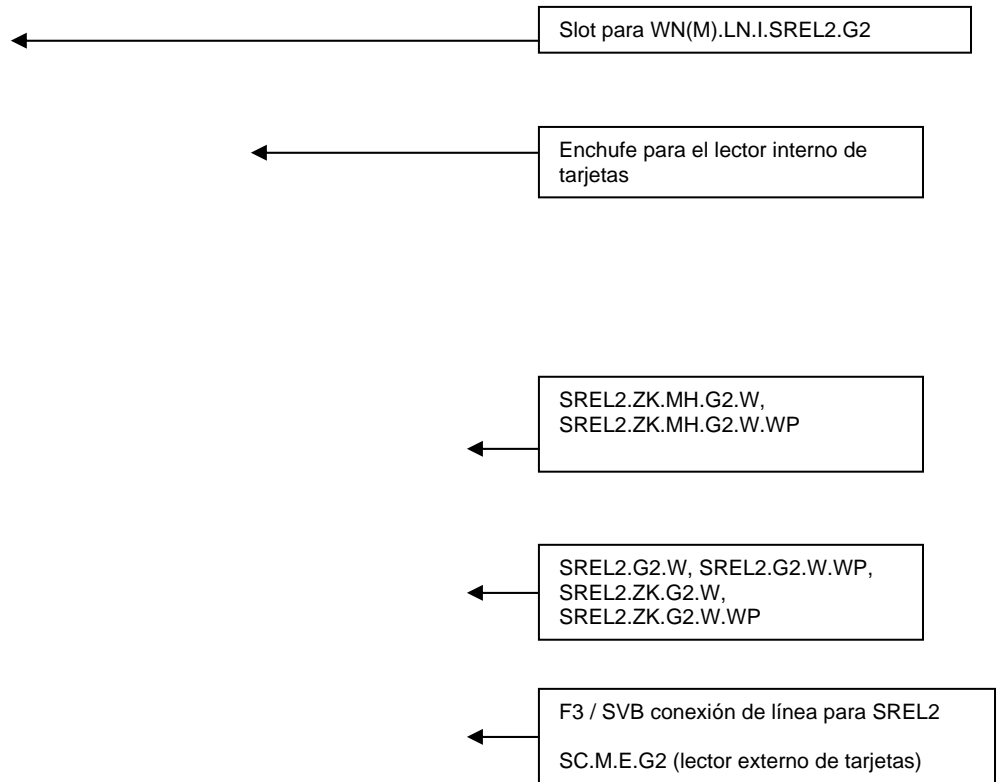 Slot para WN(M).LN.I.SREL2.G2
Enchufe para el lector interno de
tarjetas
SREL2.ZK.MH.G2.W,
SREL2.ZK.MH.G2.W.WP
SREL2.G2.W, SREL2.G2.W.WP,
SREL2.ZK.G2.W,
SREL2.ZK.G2.W.WP
F3 / SVB conexión de línea para SREL2
SC.M.E.G2 (lector externo de tarjetas)